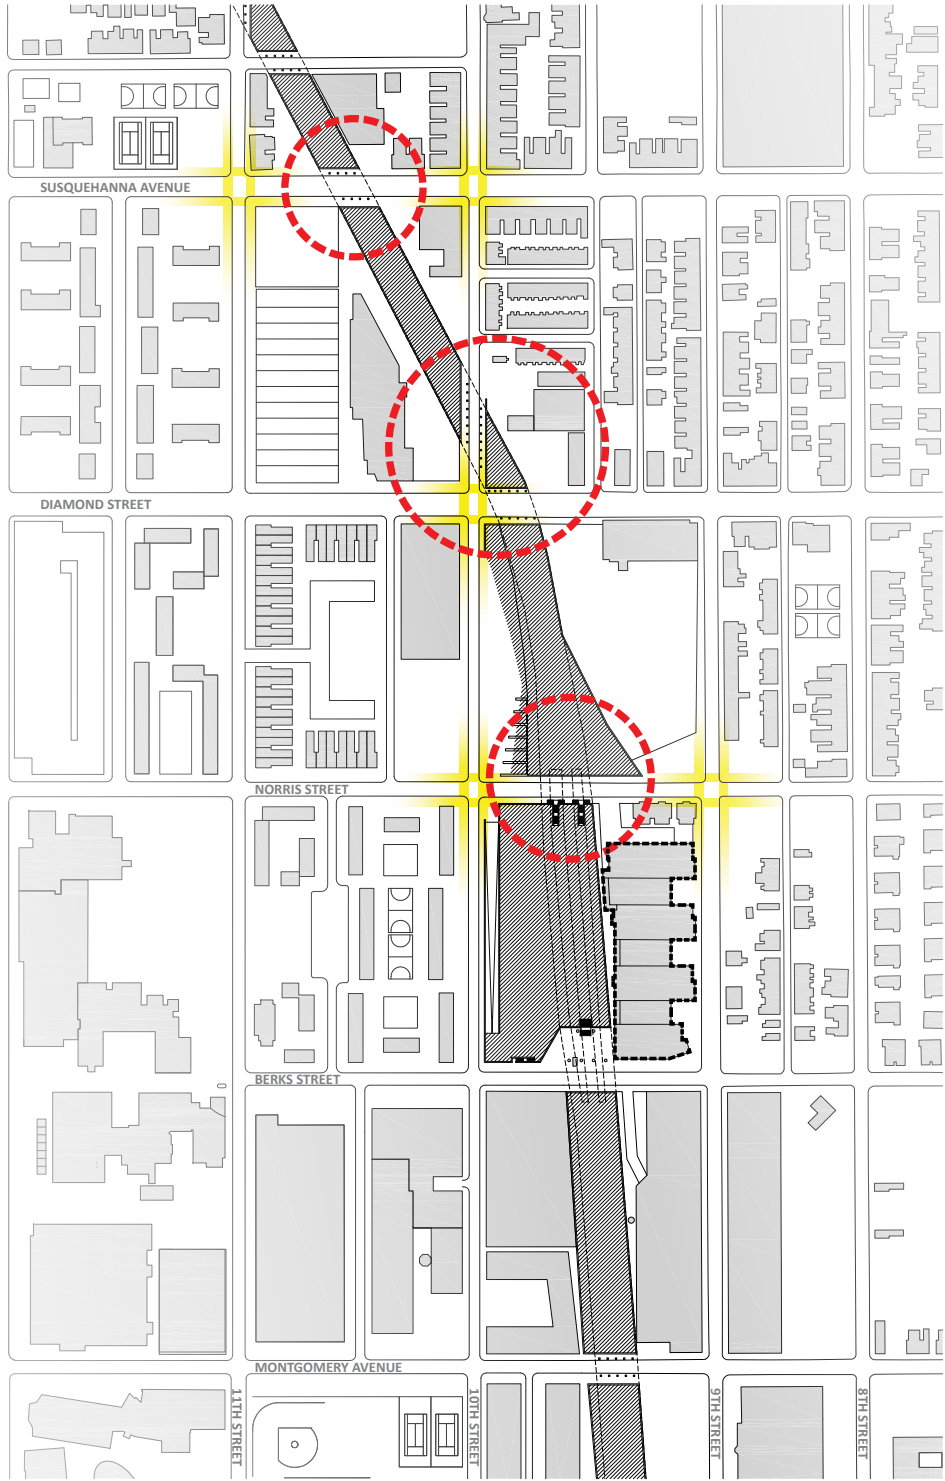 SUSQUEHANNA AVENUE
DIAMOND STREET
NORRIS STREET
BERKS STREET
MONTGOMERY AVENUE
11TH STREET
10TH STREET
9TH STREET
8TH STREET